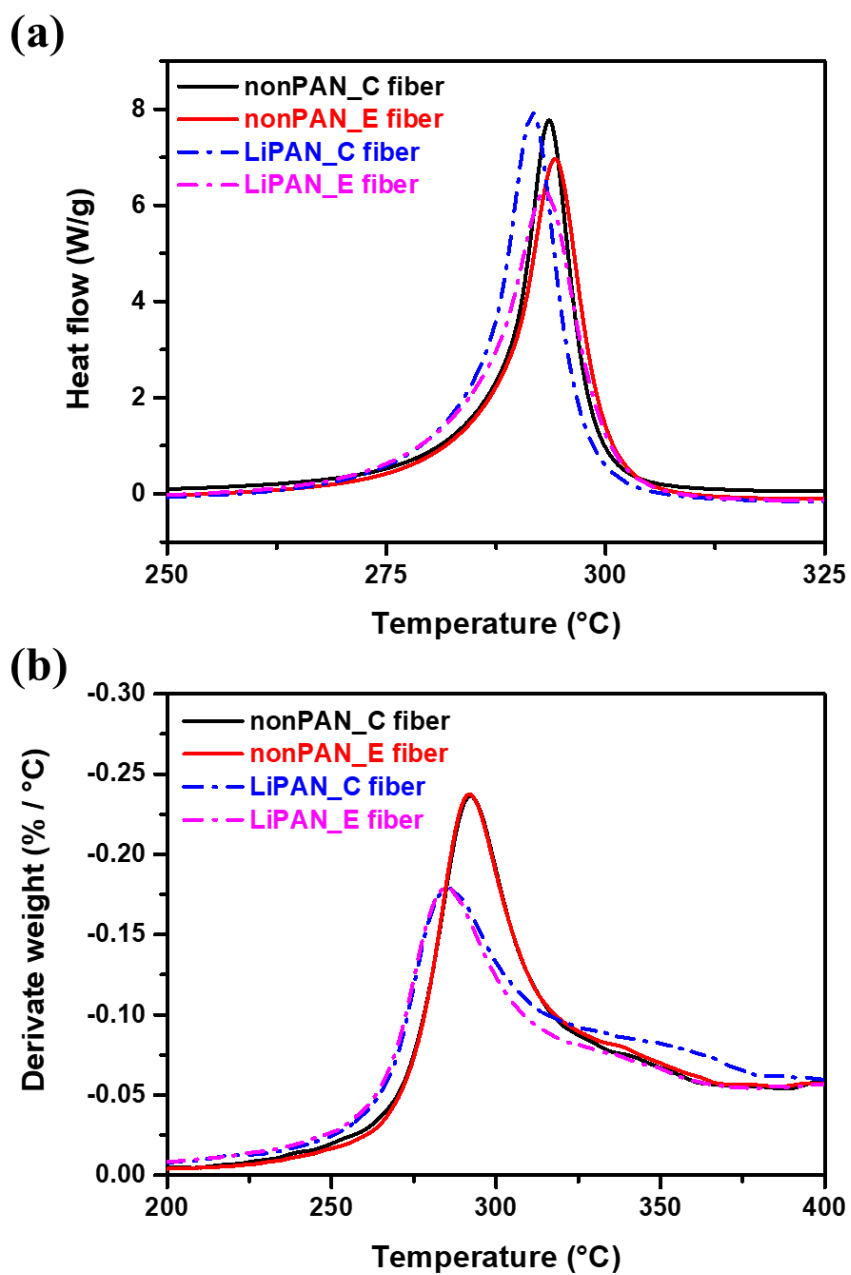 (a)
nonPAN_C fiber
nonPAN_E fiber
LiPAN_C fiber
LiPAN_E fiber
Heat flow (W/g)
8
6
4
2
0
250
275
300
325
Temperature (°C)
(b)
nonPAN_C fiber
nonPAN_E fiber
LiPAN_C fiber
LiPAN_E fiber
Derivate weight (% / °C)
-0.30
-0.25
-0.20
-0.15
-0.10
-0.05
0.00
200
250
300
350
400
Temperature (°C)